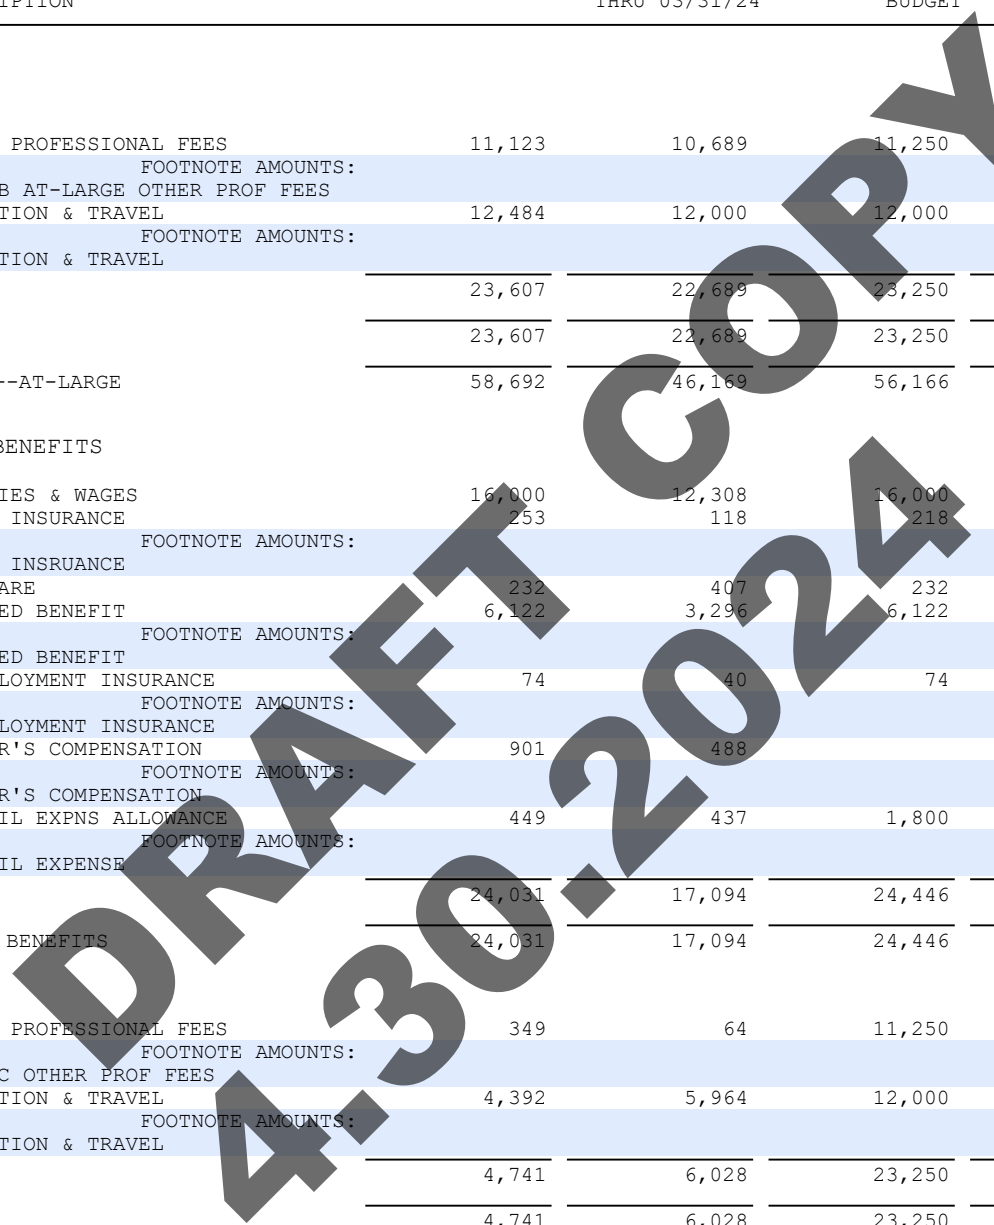 IPTION THRU 03/31/24 BUDGET
PROFESSIONAL FEES 11,123 10,689 11,250
FOOTNOTE AMOUNTS:
B AT-LARGE OTHER PROF FEES
TION & TRAVEL 12,484 12,000 12,000
FOOTNOTE AMOUNTS:
TION & TRAVEL
23,607 22,689 23,250
23,607 22,689 23,250
--AT-LARGE 58,692 46,169 56,166
BENEFITS
IES & WAGES 16,000 12,308 16,000
INSURANCE 253 118 218
FOOTNOTE AMOUNTS:
INSRUANCE
ARE 232 407 232
ED BENEFIT 6,122 3,296 6,122
FOOTNOTE AMOUNTS:
ED BENEFIT
LOYMENT INSURANCE 74 40 74
FOOTNOTE AMOUNTS:
LOYMENT INSURANCE
R'S COMPENSATION 901 488
FOOTNOTE AMOUNTS:
R'S COMPENSATION
IL EXPNS ALLOWANCE 449 437 1,800
FOOTNOTE AMOUNTS:
IL EXPENSE
24,031 17,094 24,446
BENEFITS 24,031 17,094 24,446
PROFESSIONAL FEES 349 64 11,250
FOOTNOTE AMOUNTS:
C OTHER PROF FEES
TION & TRAVEL 4,392 5,964 12,000
FOOTNOTE AMOUNTS:
TION & TRAVEL
4,741 6,028 23,250
4,741 6,028 23,250
DRAFT COPY
4.30.2024